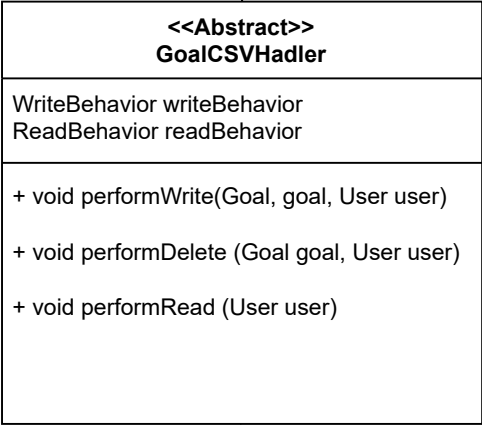 <<Abstract>>
GoalCSVHadler
WriteBehavior writeBehavior
ReadBehavior readBehavior
+ void performWrite(Goal, goal, User user)
+ void performDelete (Goal goal, User user)
+ void performRead (User user)